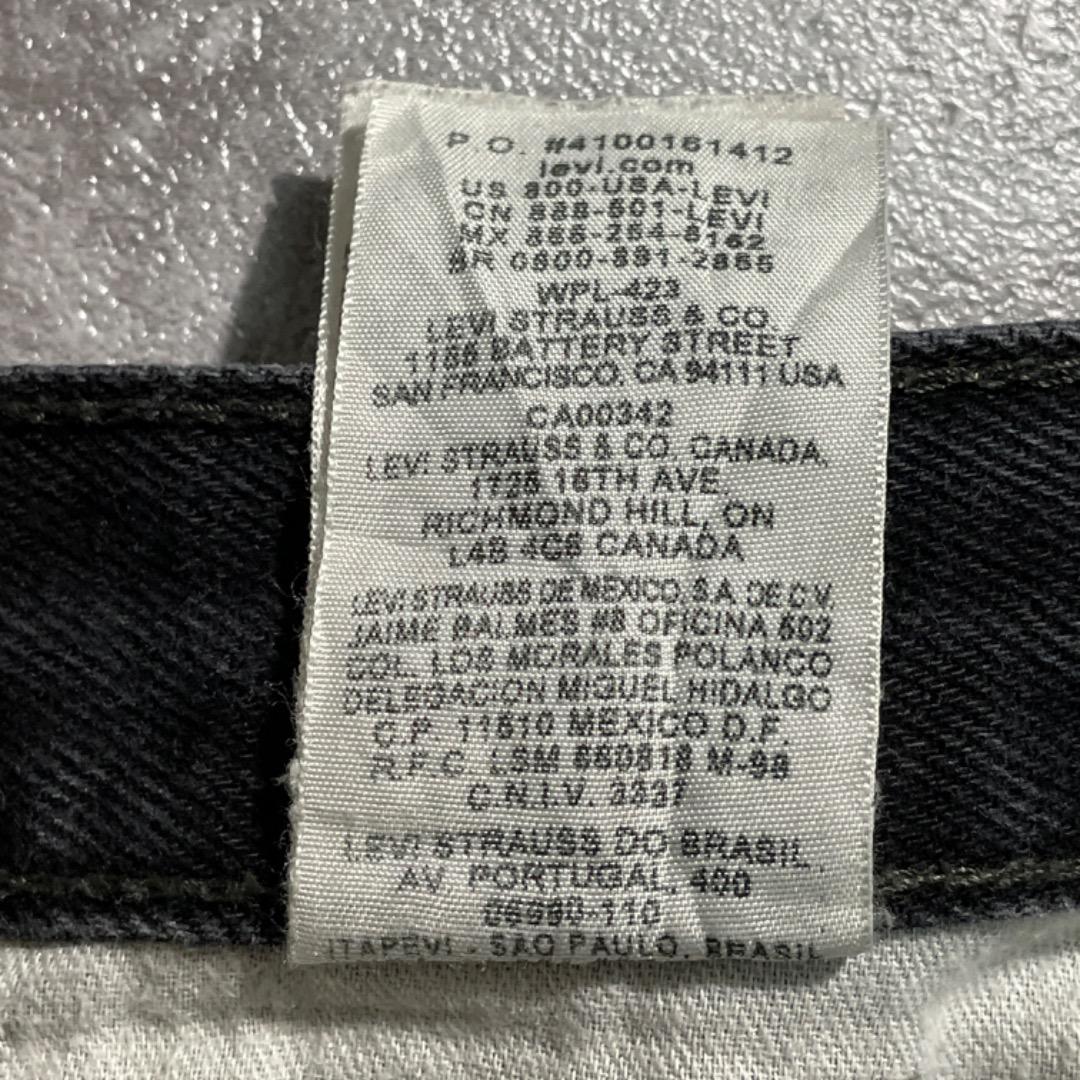 P.O. #4100161412
levi.com
US 800-USA-LEVI
CN 888-501-LEVI
MX 866-254-8162
BR 0800-891-2855
WPL-423
LEVI STRAUSS & CO.
1155 BATTERY STREET
SAN FRANCISCO, CA 94111 USA
CA00342
LEVI STRAUSS & CO. CANADA,
1725 16TH AVE,
RICHMOND HILL, ON
L4B 4C6 CANADA
LEVI STRAUSS DE MEXICO, S.A. DE C.V.
JAIME BALMES #8 OFICINA 602
COL. LOS MORALES POLANCO
DELEGACION MIGUEL HIDALGO
C.P. 11510 MEXICO D.F.
R.F.C. LSM 660818 M-98
C.N.I.V. 3337
LEVI STRAUSS DO BRASIL
AV. PORTUGAL, 400
06690-110
ITAPEVI - SAO PAULO, BRASIL